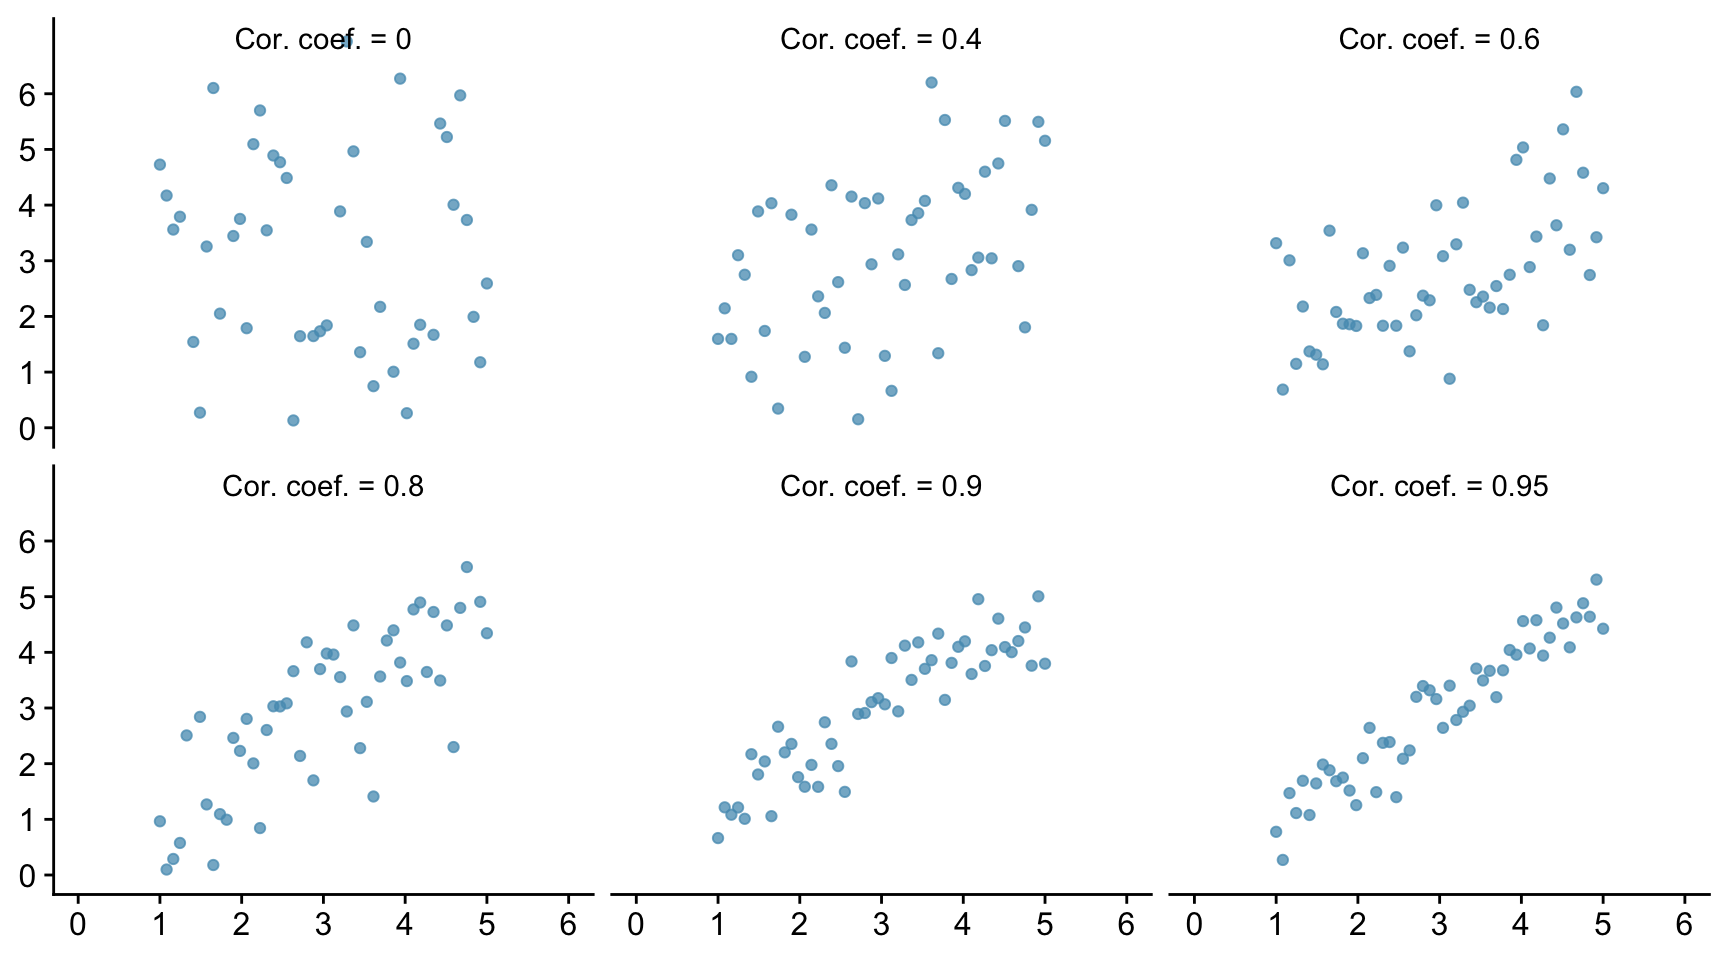 Cor. coef. = 0
Cor. coef. = 0.4
Cor. coef. = 0.6
6
5
4
3
2
1
0
Cor. coef. = 0.8
Cor. coef. = 0.9
Cor. coef. = 0.95
6
5
4
3
2
1
0
0 1 2 3 4 5 6
0 1 2 3 4 5 6
0 1 2 3 4 5 6